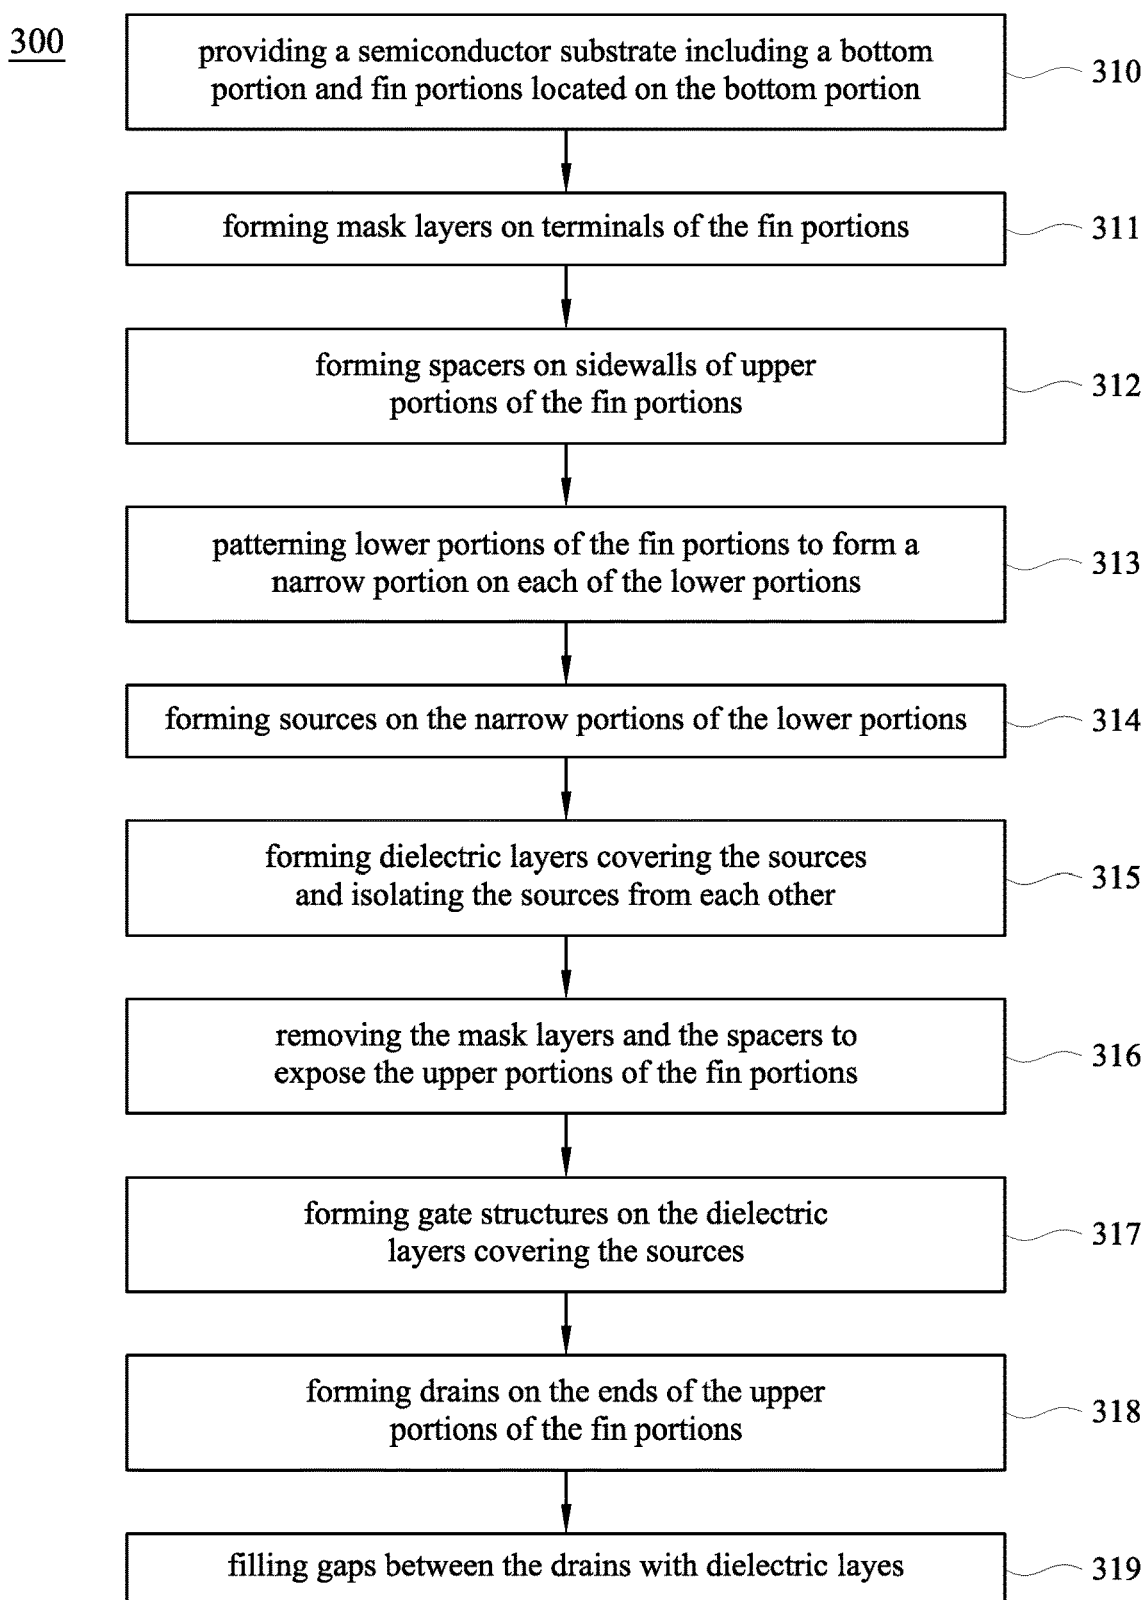 300
providing a semiconductor substrate including a bottom
portion and fin portions located on the bottom portion
310
forming mask layers on terminals of the fin portions
311
forming spacers on sidewalls of upper
portions of the fin portions
312
patterning lower portions of the fin portions to form a
narrow portion on each of the lower portions
313
forming sources on the narrow portions of the lower portions
314
forming dielectric layers covering the sources
and isolating the sources from each other
315
removing the mask layers and the spacers to
expose the upper portions of the fin portions
316
forming gate structures on the dielectric
layers covering the sources
317
forming drains on the ends of the upper
portions of the fin portions
318
filling gaps between the drains with dielectric layes
319